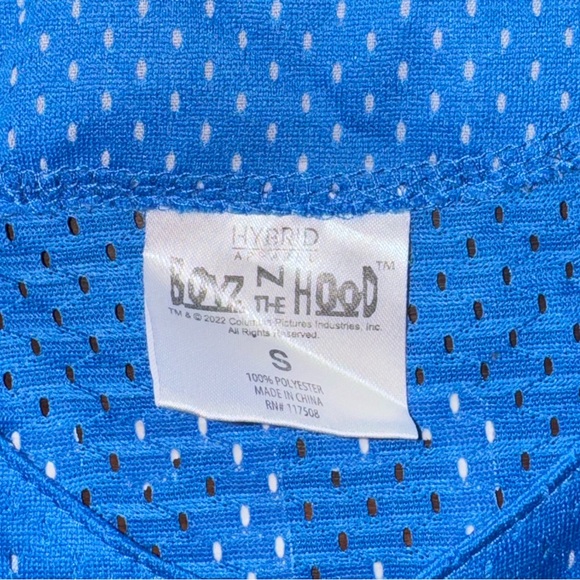 HYBRID
APPAREL
BOYZ N THE HOOD™
TM & © 2022 Columbia Pictures Industries, Inc.
All Rights Reserved.
S
100% POLYESTER
MADE IN CHINA
RN# 117508